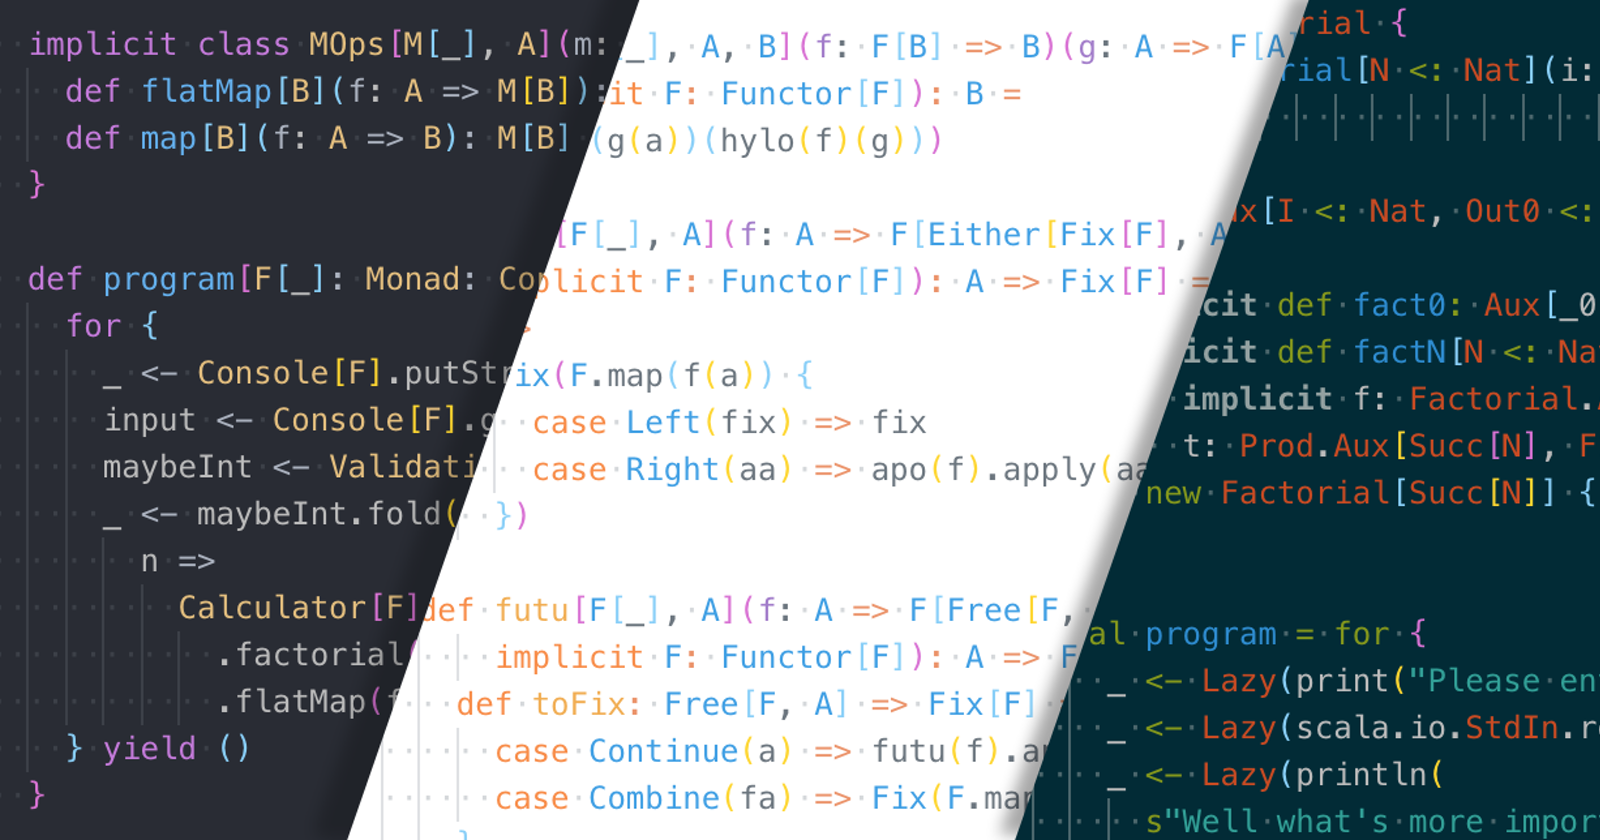 implicit class MOps[M[_], A](m:
def flatMap[B](f: A => M[B]):
def map[B](f: A => B): M[B]
}
def program[F[_]: Monad: Co
for {
_ <- Console[F].putStr
input <- Console[F].g
maybeInt <- Validati
_ <- maybeInt.fold(
n =>
Calculator[F]
.factorial(
.flatMap(f
} yield ()
}
_], A, B](f: F[B] => B)(g: A => F[A]
it F: Functor[F]): B =
(g(a))(hylo(f)(g)))
[F[_], A](f: A => F[Either[Fix[F], A
plicit F: Functor[F]): A => Fix[F] =
>
ix(F.map(f(a)) {
case Left(fix) => fix
case Right(aa) => apo(f).apply(aa
})
def futu[F[_], A](f: A => F[Free[F,
implicit F: Functor[F]): A => F
def toFix: Free[F, A] => Fix[F]
case Continue(a) => futu(f).a
case Combine(fa) => Fix(F.map
}
rial {
rial[N <: Nat](i:
ux[I <: Nat, Out0 <:
icit def fact0: Aux[_0
icit def factN[N <: Na
implicit f: Factorial.
t: Prod.Aux[Succ[N], F
new Factorial[Succ[N]] {
al program = for {
_ <- Lazy(print("Please en
_ <- Lazy(scala.io.StdIn.r
_ <- Lazy(println(
s"Well what's more impor